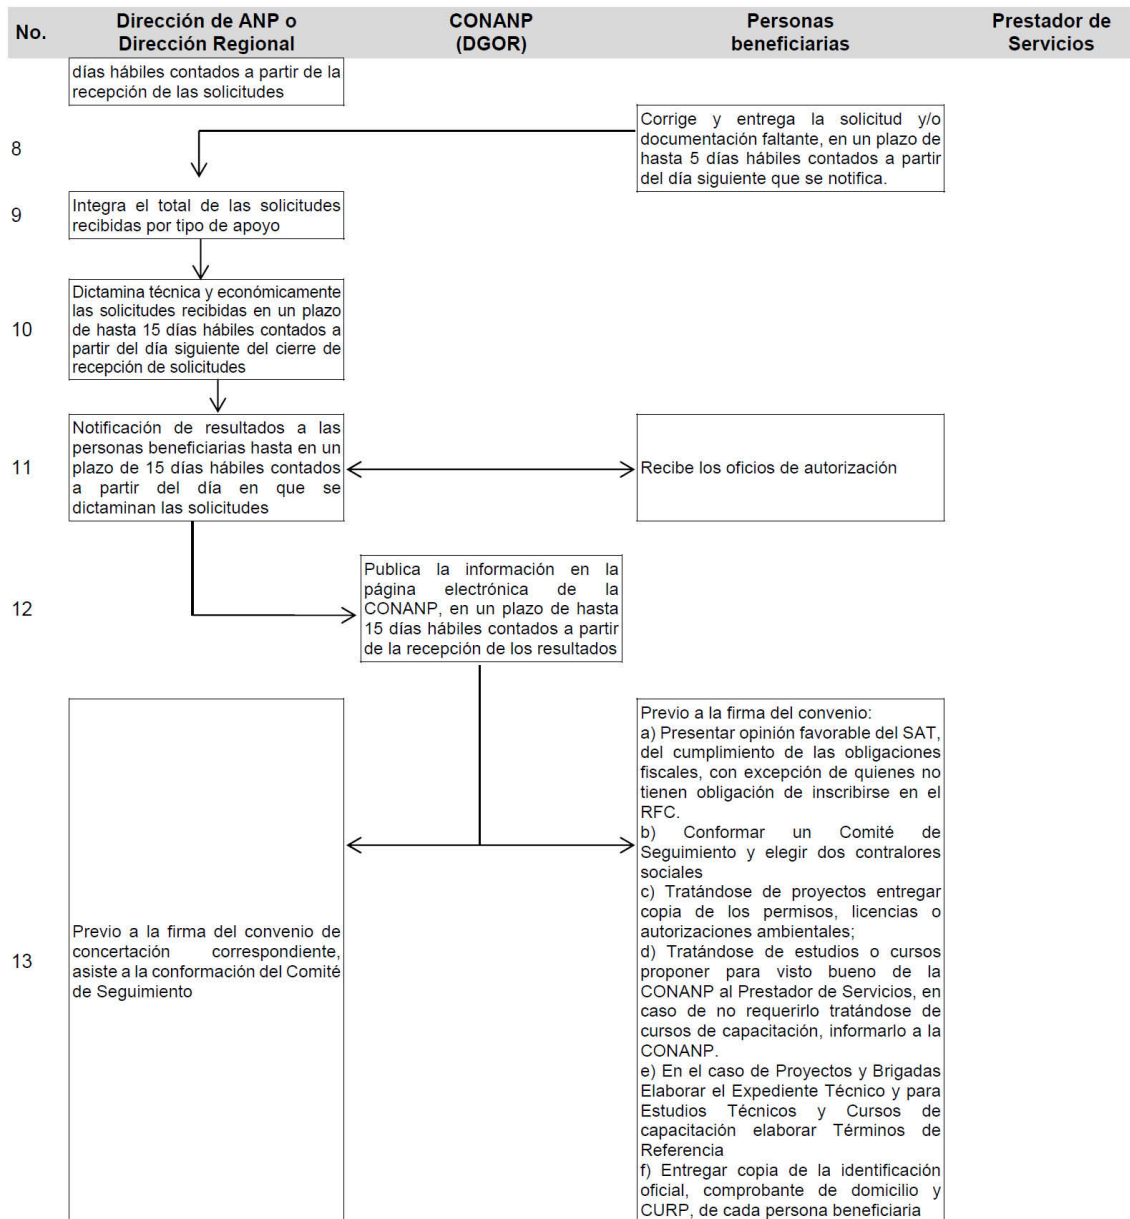 No.
Dirección de ANP o
Dirección Regional
CONANP
(DGOR)
Personas
beneficiarias
Prestador de
Servicios
días hábiles contados a partir de la
recepción de las solicitudes
8
Corrige y entrega la solicitud y/o
documentación faltante, en un plazo de
hasta 5 días hábiles contados a partir
del día siguiente que se notifica.
9
Integra el total de las solicitudes
recibidas por tipo de apoyo
10
Dictamina técnica y económicamente
las solicitudes recibidas en un plazo
de hasta 15 días hábiles contados a
partir del día siguiente del cierre de
recepción de solicitudes
11
Notificación de resultados a las
personas beneficiarias hasta en un
plazo de 15 días hábiles contados
a partir del día en que se
dictaminan las solicitudes
Recibe los oficios de autorización
12
Publica la información en la
página electrónica de la
CONANP, en un plazo de hasta
15 días hábiles contados a partir
de la recepción de los resultados
13
Previo a la firma del convenio de
concertación correspondiente,
asiste a la conformación del Comité
de Seguimiento
Previo a la firma del convenio:
a) Presentar opinión favorable del SAT,
del cumplimiento de las obligaciones
fiscales, con excepción de quienes no
tienen obligación de inscribirse en el
RFC.
b) Conformar un Comité de
Seguimiento y elegir dos contralores
sociales
c) Tratándose de proyectos entregar
copia de los permisos, licencias o
autorizaciones ambientales;
d) Tratándose de estudios o cursos
proponer para visto bueno de la
CONANP al Prestador de Servicios, en
caso de no requerirlo tratándose de
cursos de capacitación, informarlo a la
CONANP.
e) En el caso de Proyectos y Brigadas
Elaborar el Expediente Técnico y para
Estudios Técnicos y Cursos de
capacitación elaborar Términos de
Referencia
f) Entregar copia de la identificación
oficial, comprobante de domicilio y
CURP, de cada persona beneficiaria